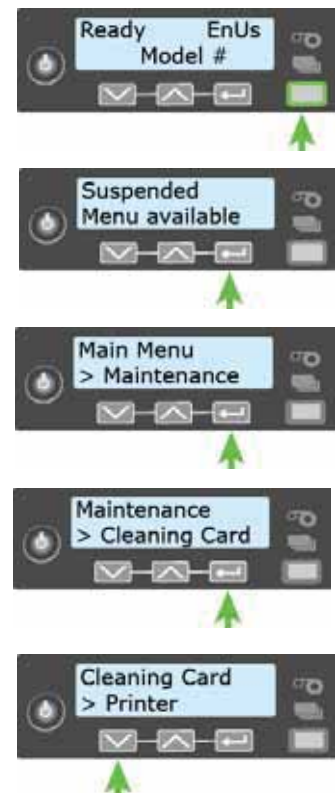 Ready EnUs
Model #
Suspended
Menu available
Main Menu
> Maintenance
Maintenance
> Cleaning Card
Cleaning Card
> Printer